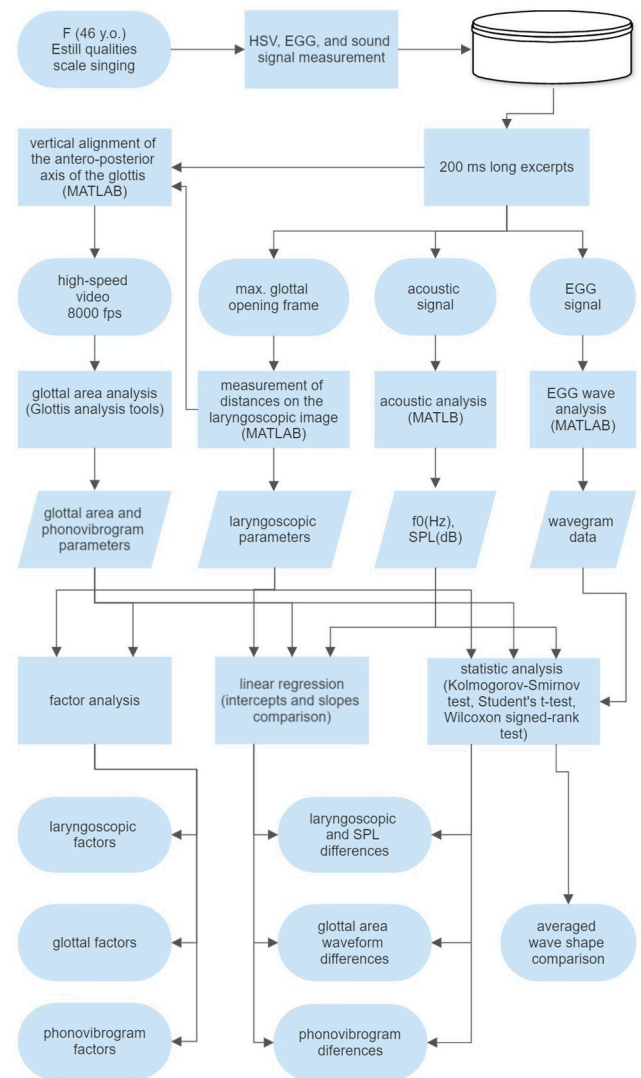 F (46 y.o.)
Estill qualities
scale singing
HSV, EGG, and sound
signal measurement
vertical alignment of
the antero-posterior
axis of the glottis
(MATLAB)
200 ms long excerpts
high-speed
video
8000 fps
max. glottal
opening frame
acoustic
signal
EGG
signal
glottal area analysis
(Glottis analysis tools)
measurement of
distances on the
laryngoscopic image
(MATLAB)
acoustic analysis
(MATLB)
EGG wave
analysis
(MATLAB)
glottal area and
phonovibrogram
parameters
laryngoscopic
parameters
f0(Hz),
SPL(dB)
wavegram
data
factor analysis
linear regression
(intercepts and slopes
comparison)
statistic analysis
(Kolmogorov-Smirnov
test, Student's t-test,
Wilcoxon signed-rank
test)
laryngoscopic
factors
laryngoscopic
and SPL
differences
glottal factors
glottal area
waveform
differences
averaged
wave shape
comparison
phonovibrogram
factors
phonovibrogram
diferences